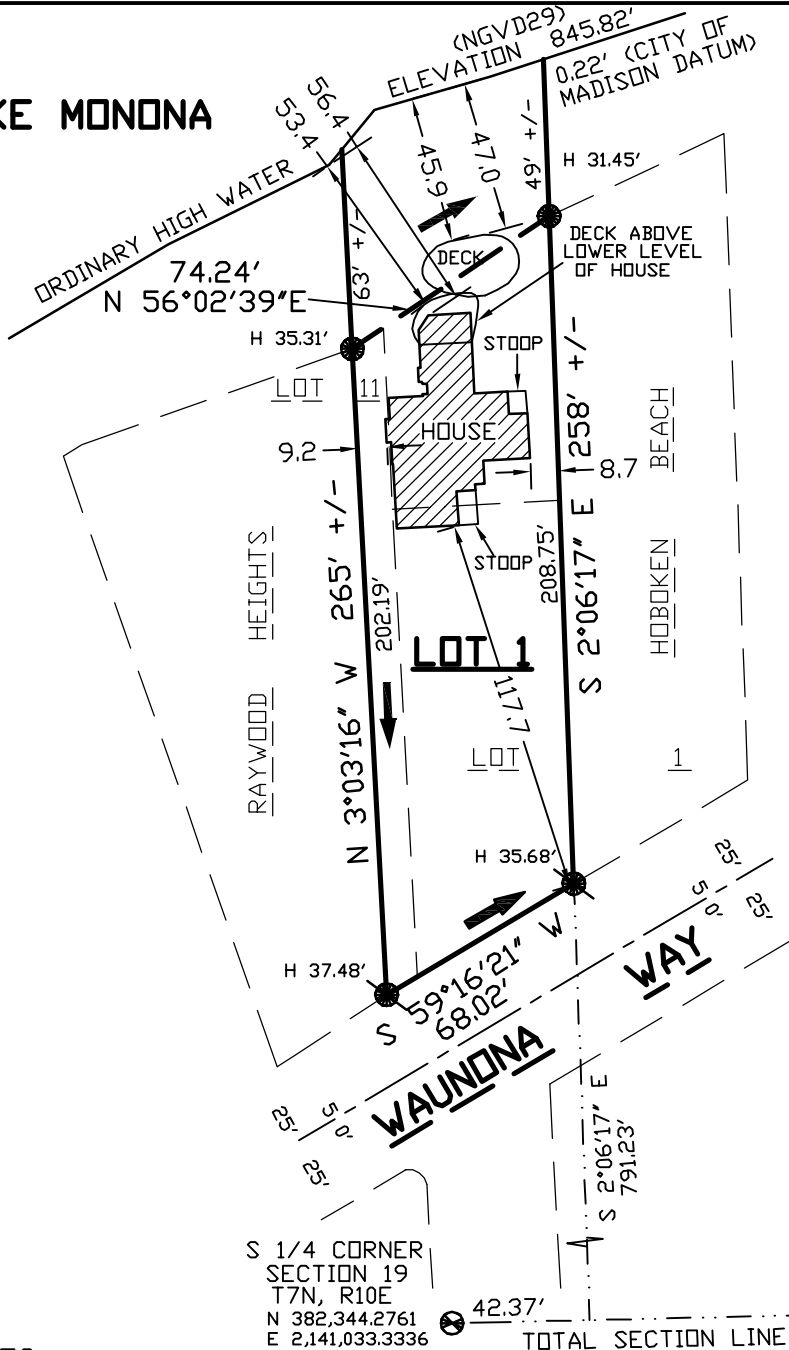 (NGVD29)
ELEVATION 845.82'
0.22' (CITY OF
MADISON DATUM)
KE MONONA
56.4
53.4
45.9
47.0
49' +/-
H 31.45'
ORDINARY HIGH WATER
63' +/-
DECK
DECK ABOVE
LOWER LEVEL
OF HOUSE
74.24'
N 56°02'39"E
H 35.31'
STOOP
LOT 11
HOUSE
9.2
8.7
BEACH
HOBOKEN
S 2°06'17" E 258' +/-
208.75'
STOOP
RAYWOOD HEIGHTS
N 3°03'16" W 265' +/-
202.19'
LOT 1
117.7
LOT 1
H 35.68'
H 37.48'
S 59°16'21" W
68.02'
25'
50'
25'
WAUNONA WAY
25'
50'
25'
S 2°06'17" E
791.23'
S 1/4 CORNER
SECTION 19
T7N, R10E
N 382,344.2761
E 2,141,033.3336
42.37'
TOTAL SECTION LINE